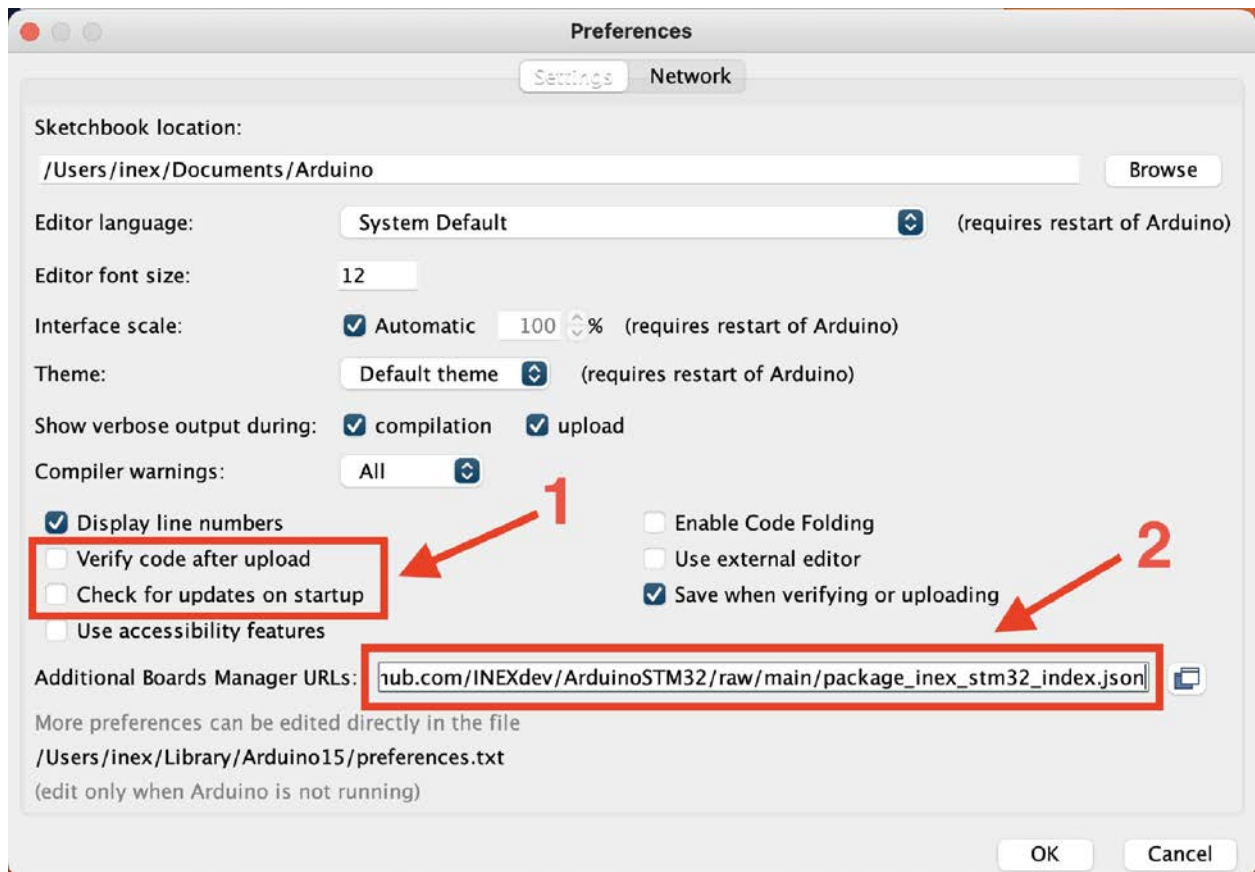 Preferences
Settings Network
Sketchbook location:
/Users/inex/Documents/Arduino Browse
Editor language: System Default (requires restart of Arduino)
Editor font size: 12
Interface scale: Automatic 100 % (requires restart of Arduino)
Theme: Default theme (requires restart of Arduino)
Show verbose output during: compilation upload
Compiler warnings: All
1
Display line numbers Enable Code Folding
Verify code after upload Use external editor
2
Check for updates on startup Save when verifying or uploading
Use accessibility features
Additional Boards Manager URLs: hub.com/INEXdev/ArduinoSTM32/raw/main/package_inex_stm32_index.json
More preferences can be edited directly in the file
/Users/inex/Library/Arduino15/preferences.txt
(edit only when Arduino is not running)
OK Cancel